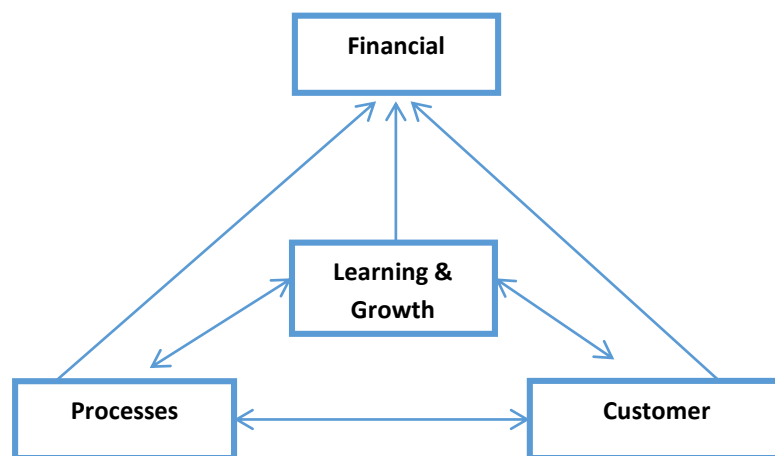 Financial
Learning &
Growth
Processes
Customer